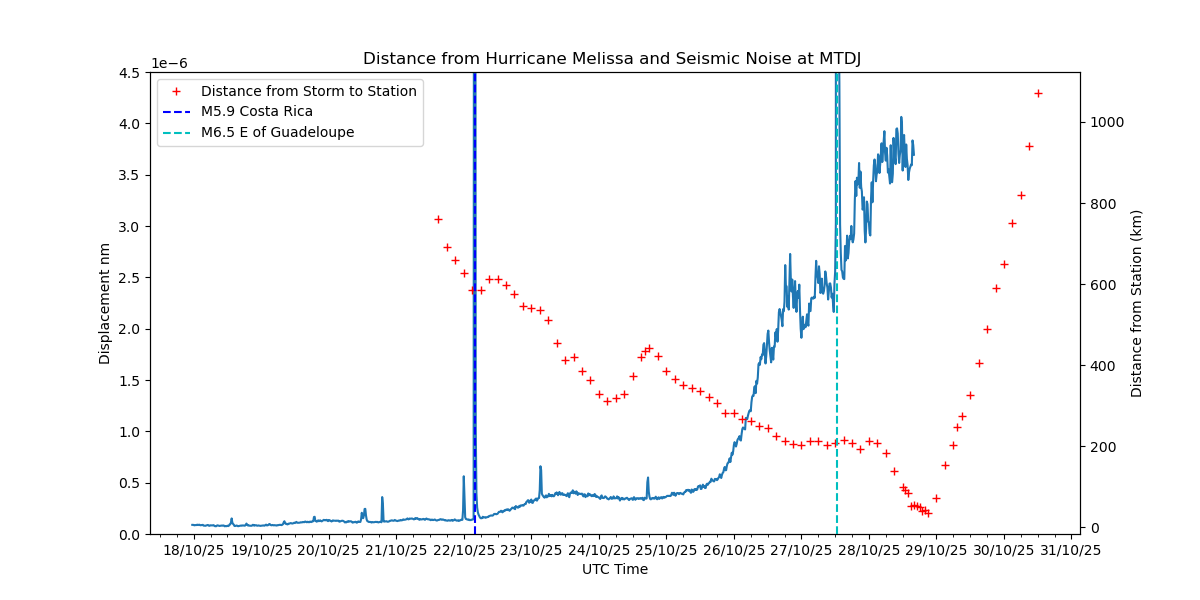 Distance from Hurricane Melissa and Seismic Noise at MTDJ
1e−6
4.5
4.0
3.5
3.0
2.5
2.0
1.5
1.0
0.5
0.0
Displacement nm
Distance from Storm to Station
M5.9 Costa Rica
M6.5 E of Guadeloupe
1000
800
600
400
200
0
Distance from Station (km)
18/10/25 19/10/25 20/10/25 21/10/25 22/10/25 23/10/25 24/10/25 25/10/25 26/10/25 27/10/25 28/10/25 29/10/25 30/10/25 31/10/25
UTC Time